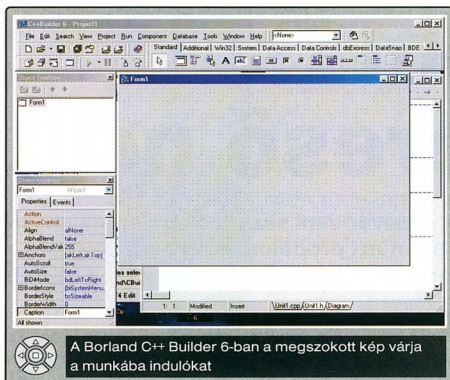 C++Builder 6 - Project1
File Edit Search View Project Run Component Database Tools Window Help <None>
Standard Additional Win32 System Data Access Data Controls dbExpress DataSnap BDE
Object TreeView
Form1
Form1
Object Inspector
Form1
Properties Events
Action
ActiveControl
Align alNone
AlphaBlend false
AlphaBlendVal 255
Anchors [akLeft,akTop]
AutoScroll true
AutoSize false
BiDiMode bdLeftToRight
BorderIcons [biSystemMenu,
BorderStyle bsSizeable
BorderWidth 0
Caption Form1
All shown
1: 1 Modified Insert Unit1.cpp Unit1.h Diagram
A Borland C++ Builder 6-ban a megszokott kép várja
a munkába indulókat